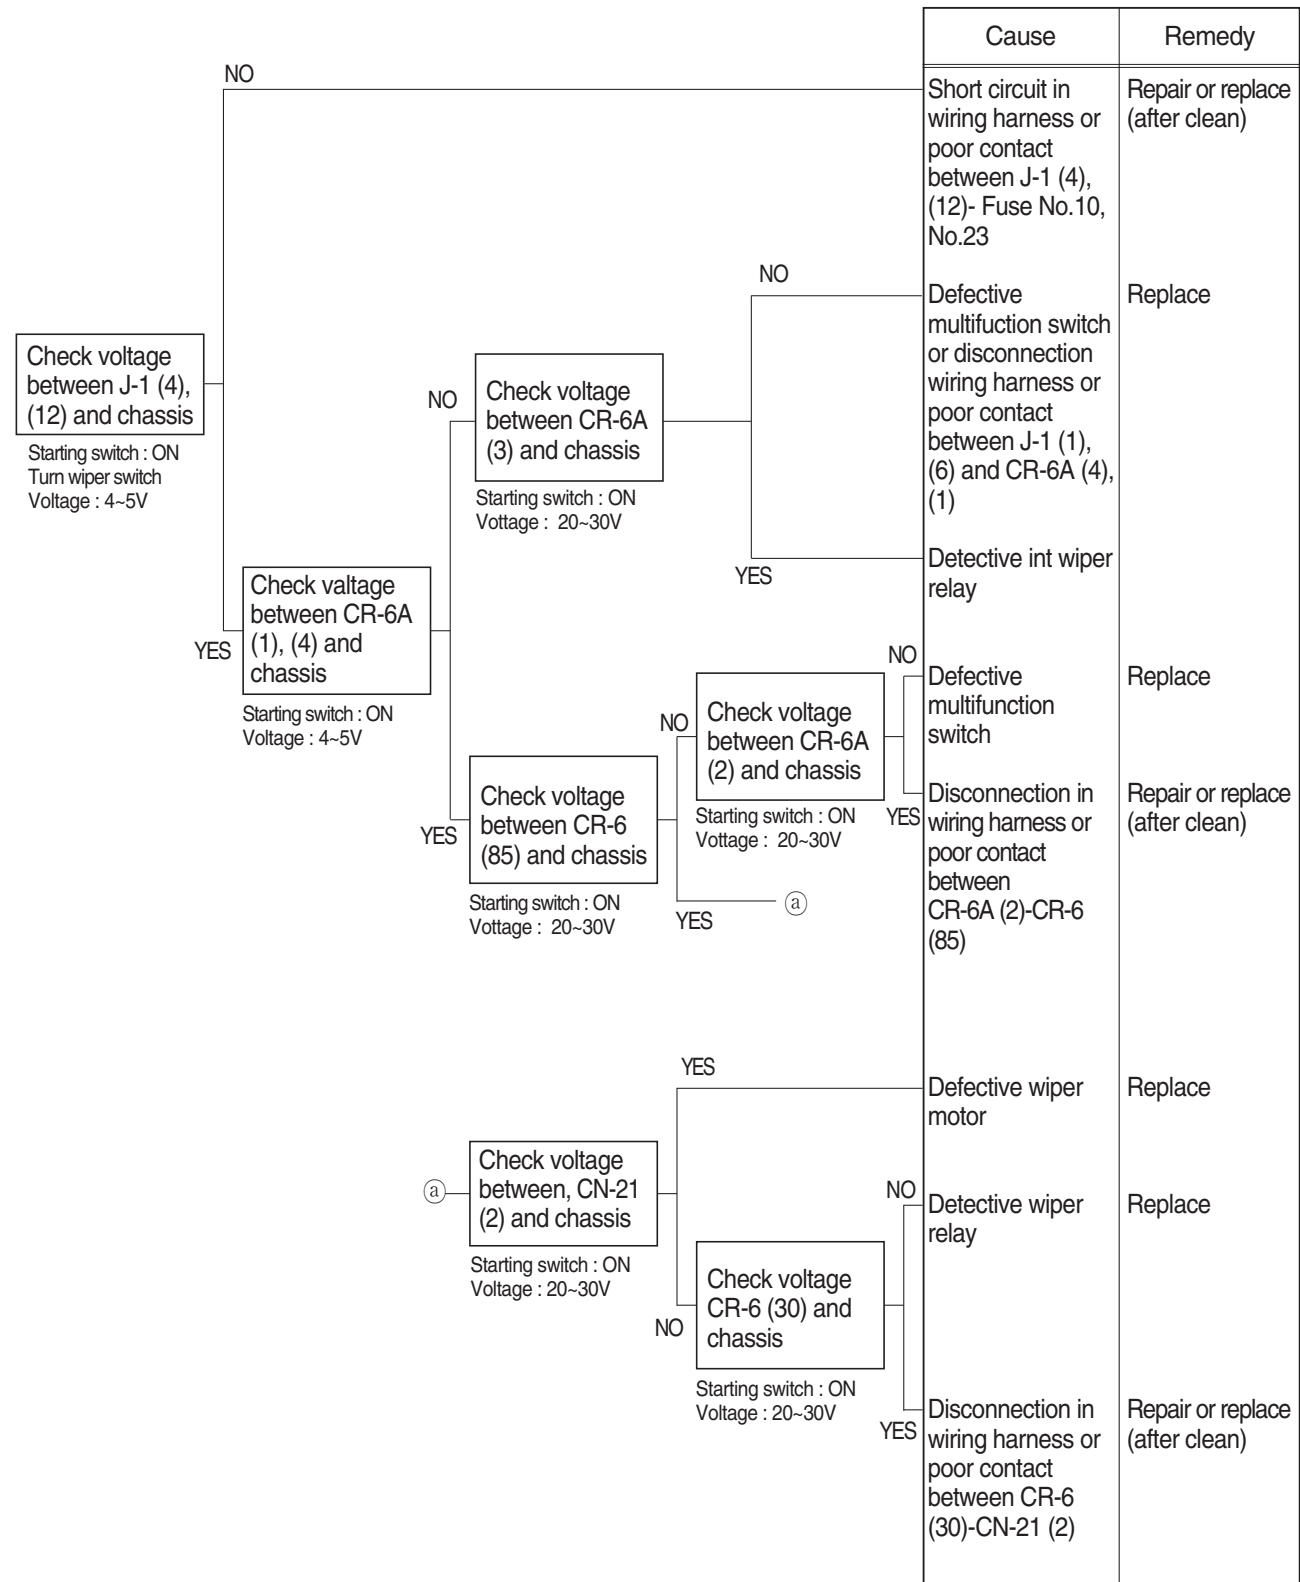 Cause
Remedy
NO
Short circuit in
wiring harness or
poor contact
between J-1 (4),
(12)- Fuse No.10,
No.23
Repair or replace
(after clean)
Check voltage
between J-1 (4),
(12) and chassis
Starting switch : ON
Turn wiper switch
Voltage : 4~5V
NO
Check voltage
between CR-6A
(3) and chassis
Starting switch : ON
Vottage : 20~30V
NO
Defective
multifuction switch
or disconnection
wiring harness or
poor contact
between J-1 (1),
(6) and CR-6A (4),
(1)
Replace
YES
Detective int wiper
relay
YES
Check valtage
between CR-6A
(1), (4) and
chassis
Starting switch : ON
Voltage : 4~5V
YES
Check voltage
between CR-6
(85) and chassis
Starting switch : ON
Vottage : 20~30V
NO
Check voltage
between CR-6A
(2) and chassis
Starting switch : ON
Vottage : 20~30V
NO
Defective
multifunction
switch
Replace
YES
Disconnection in
wiring harness or
poor contact
between
CR-6A (2)-CR-6
(85)
Repair or replace
(after clean)
YES
ⓐ
ⓐ
Check voltage
between, CN-21
(2) and chassis
Starting switch : ON
Voltage : 20~30V
YES
Defective wiper
motor
Replace
NO
Check voltage
CR-6 (30) and
chassis
Starting switch : ON
Voltage : 20~30V
NO
Detective wiper
relay
Replace
YES
Disconnection in
wiring harness or
poor contact
between CR-6
(30)-CN-21 (2)
Repair or replace
(after clean)